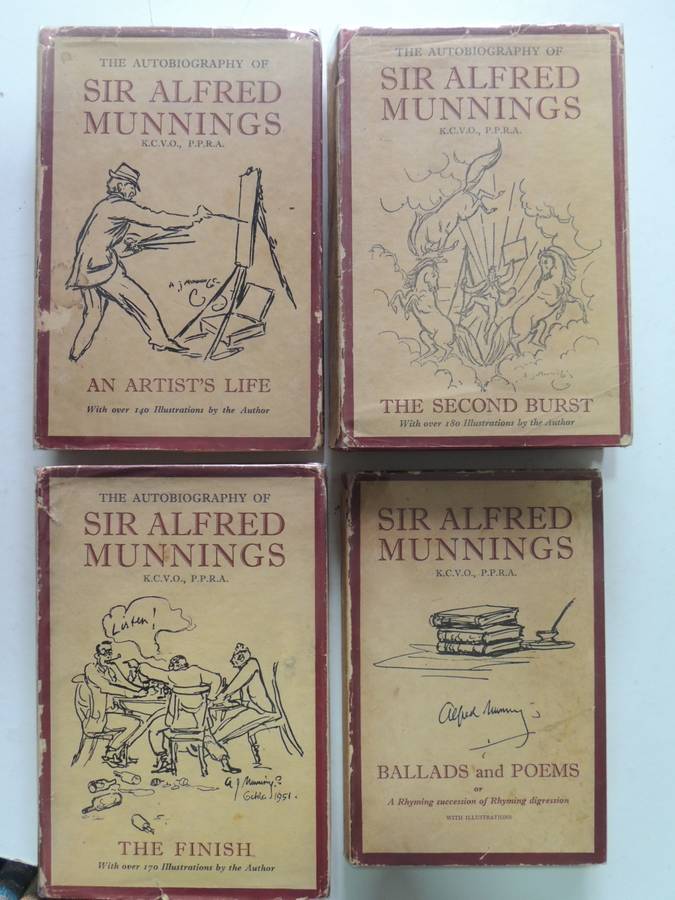 THE AUTOBIOGRAPHY OF
SIR ALFRED
MUNNINGS
K.C.V.O., P.P.R.A.
AN ARTIST'S LIFE
With over 140 Illustrations by the Author
THE AUTOBIOGRAPHY OF
SIR ALFRED
MUNNINGS
K.C.V.O., P.P.R.A.
THE SECOND BURST
With over 180 Illustrations by the Author
THE AUTOBIOGRAPHY OF
SIR ALFRED
MUNNINGS
K.C.V.O., P.P.R.A.
Listen!
A J Munnings
1951.
THE FINISH
With over 170 Illustrations by the Author
SIR ALFRED
MUNNINGS
K.C.V.O., P.P.R.A.
Alfred Munnings
BALLADS and POEMS
or
A Rhyming succession of Rhyming digression
WITH ILLUSTRATIONS